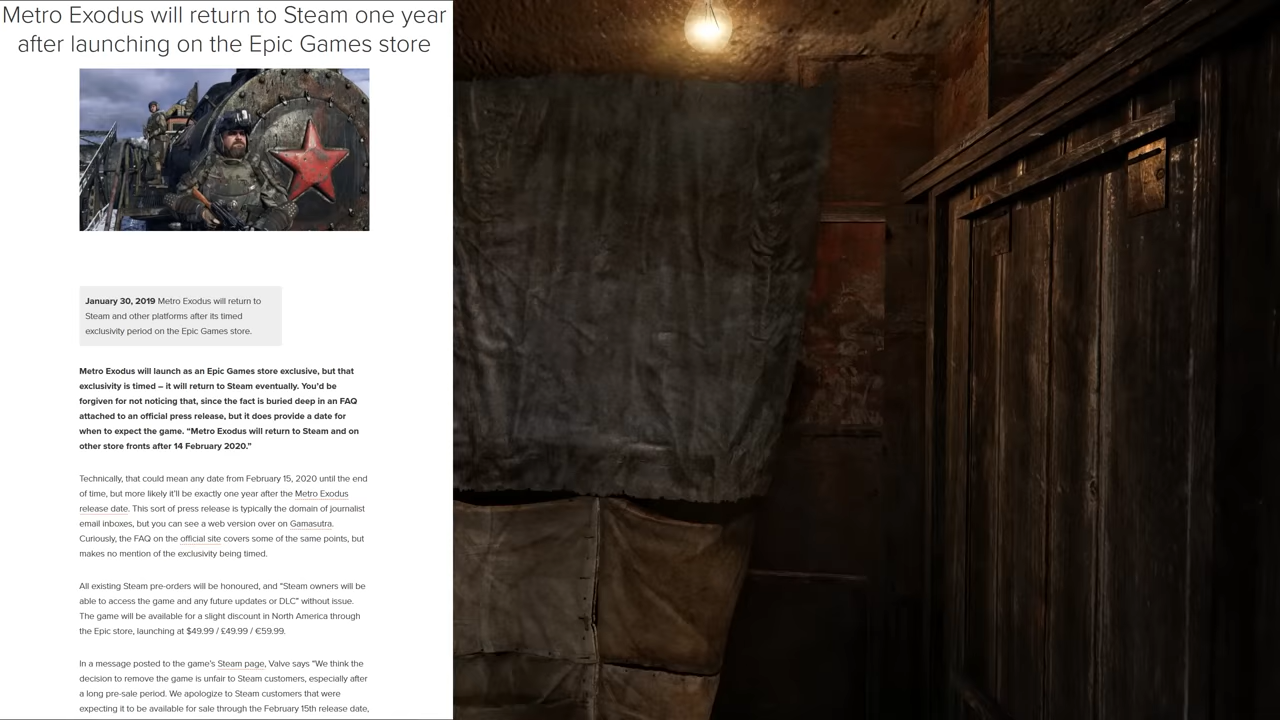 Metro Exodus will return to Steam one year
after launching on the Epic Games store
January 30, 2019 Metro Exodus will return to
Steam and other platforms after its timed
exclusivity period on the Epic Games store.
Metro Exodus will launch as an Epic Games store exclusive, but that
exclusivity is timed – it will return to Steam eventually. You’d be
forgiven for not noticing that, since the fact is buried deep in an FAQ
attached to an official press release, but it does provide a date for
when to expect the game. “Metro Exodus will return to Steam and on
other store fronts after 14 February 2020.”
Technically, that could mean any date from February 15, 2020 until the end
of time, but more likely it’ll be exactly one year after the Metro Exodus
release date. This sort of press release is typically the domain of journalist
email inboxes, but you can see a web version over on Gamasutra.
Curiously, the FAQ on the official site covers some of the same points, but
makes no mention of the exclusivity being timed.
All existing Steam pre-orders will be honoured, and “Steam owners will be
able to access the game and any future updates or DLC” without issue.
The game will be available for a slight discount in North America through
the Epic store, launching at $49.99 / £49.99 / €59.99.
In a message posted to the game’s Steam page, Valve says “We think the
decision to remove the game is unfair to Steam customers, especially after
a long pre-sale period. We apologize to Steam customers that were
expecting it to be available for sale through the February 15th release date,